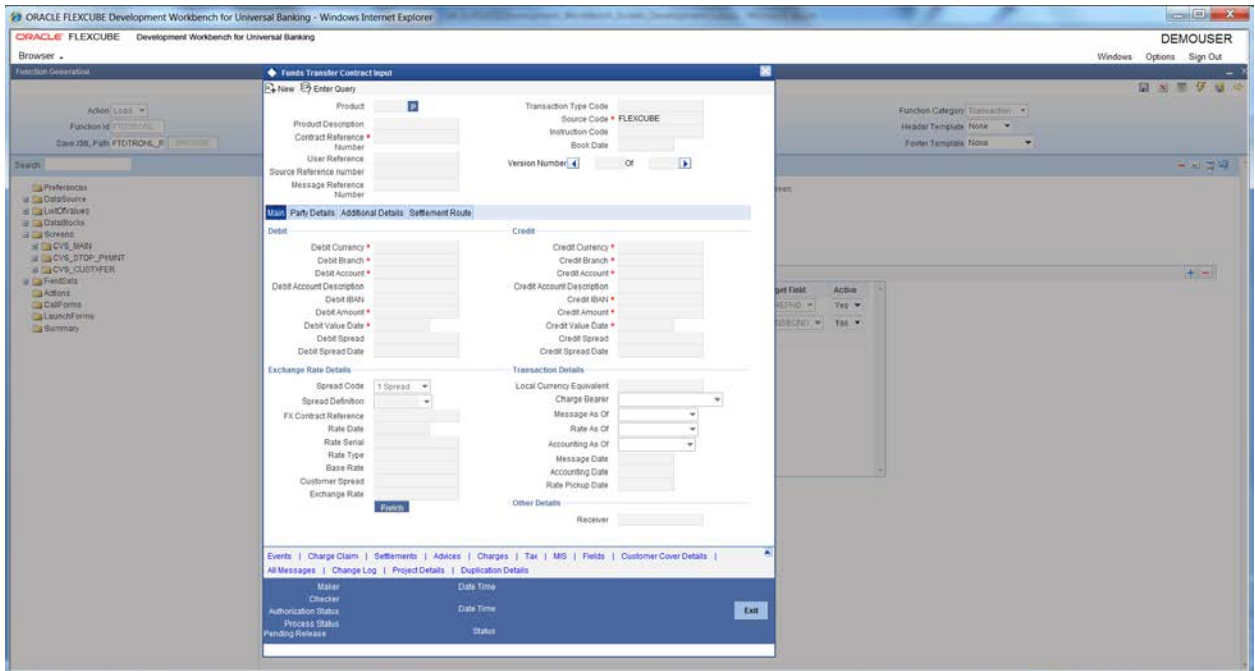 ORACLE FLEXCUBE Development Workbench for Universal Banking - Windows Internet Explorer
ORACLE FLEXCUBE Development Workbench for Universal Banking
DEMOUSER
Browser
Windows Options Sign Out
Function Generation
Funds Transfer Contract Input
New Enter Query
Action Load
Function Id FTDTRONL
Save XML Path FTDTRONL_R BROWSE
Function Category Transaction
Header Template None
Footer Template None
Search
Preferences
DataSource
ListOfValues
DataBlocks
Screens
CVS_MAIN
CVS_STOP_PYMNT
CVS_CUSTXFER
FieldSets
Actions
CallForms
LaunchForms
Summary
Product P
Product Description
Contract Reference *
Number
User Reference
Source Reference number
Message Reference
Number
Transaction Type Code
Source Code * FLEXCUBE
Instruction Code
Book Date
Version Number Of
Main Party Details Additional Details Settlement Route
Debit
Debit Currency *
Debit Branch *
Debit Account *
Debit Account Description
Debit IBAN
Debit Amount *
Debit Value Date *
Debit Spread
Debit Spread Date
Credit
Credit Currency *
Credit Branch *
Credit Account *
Credit Account Description
Credit IBAN *
Credit Amount *
Credit Value Date *
Credit Spread
Credit Spread Date
Exchange Rate Details
Spread Code 1 Spread
Spread Definition
FX Contract Reference
Rate Date
Rate Serial
Rate Type
Base Rate
Customer Spread
Exchange Rate
Enrich
Transaction Details
Local Currency Equivalent
Charge Bearer
Message As Of
Rate As Of
Accounting As Of
Message Date
Accounting Date
Rate Pickup Date
Other Details
Receiver
get Field Active
Yes
Yes
Events | Charge Claim | Settlements | Advices | Charges | Tax | MIS | Fields | Customer Cover Details |
All Messages | Change Log | Project Details | Duplication Details
Maker Date Time
Checker
Authorization Status Date Time
Process Status
Pending Release Status
Exit